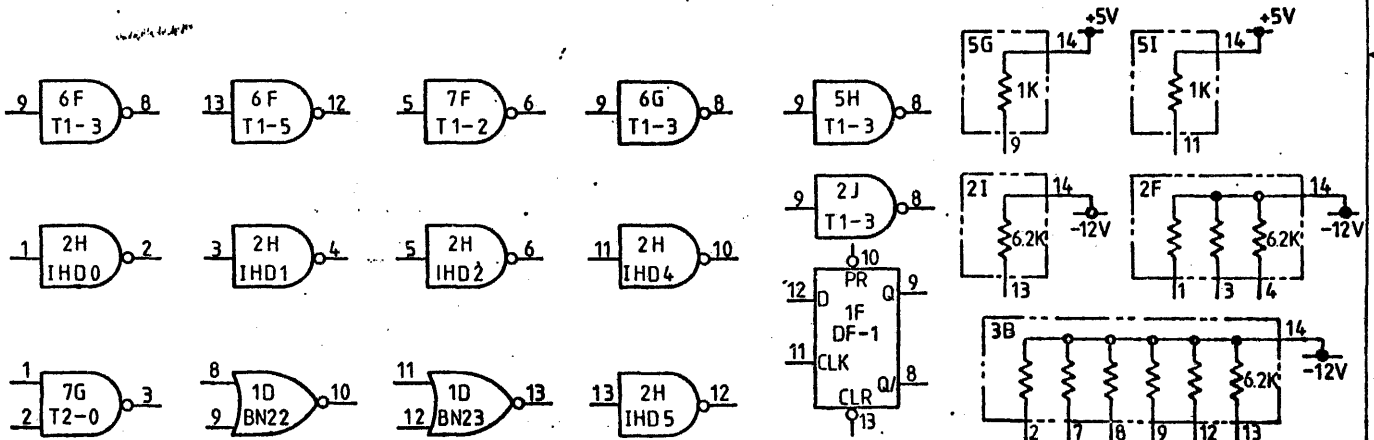 9 6F 8
T1-3
13 6F 12
T1-5
5 7F 6
T1-2
9 6G 8
T1-3
9 5H 8
T1-3
5G 14 +5V
1K
9
5I 14 +5V
1K
11
9 2J 8
T1-3
2I 14
6.2K -12V
13
2F 14
6.2K -12V
1 3 4
1 2H 2
IHD0
3 2H 4
IHD1
5 2H 6
IHD2
11 2H 10
IHD4
10
PR
12 D Q 9
1F
DF-1
11 CLK
Q/ 8
CLR
13
3B 14
6.2K -12V
2 7 8 9 12 13
1
7G 3
2 T2-0
8
1D 10
9 BN22
11
1D 13
12 BN23
13 2H 12
IHD5